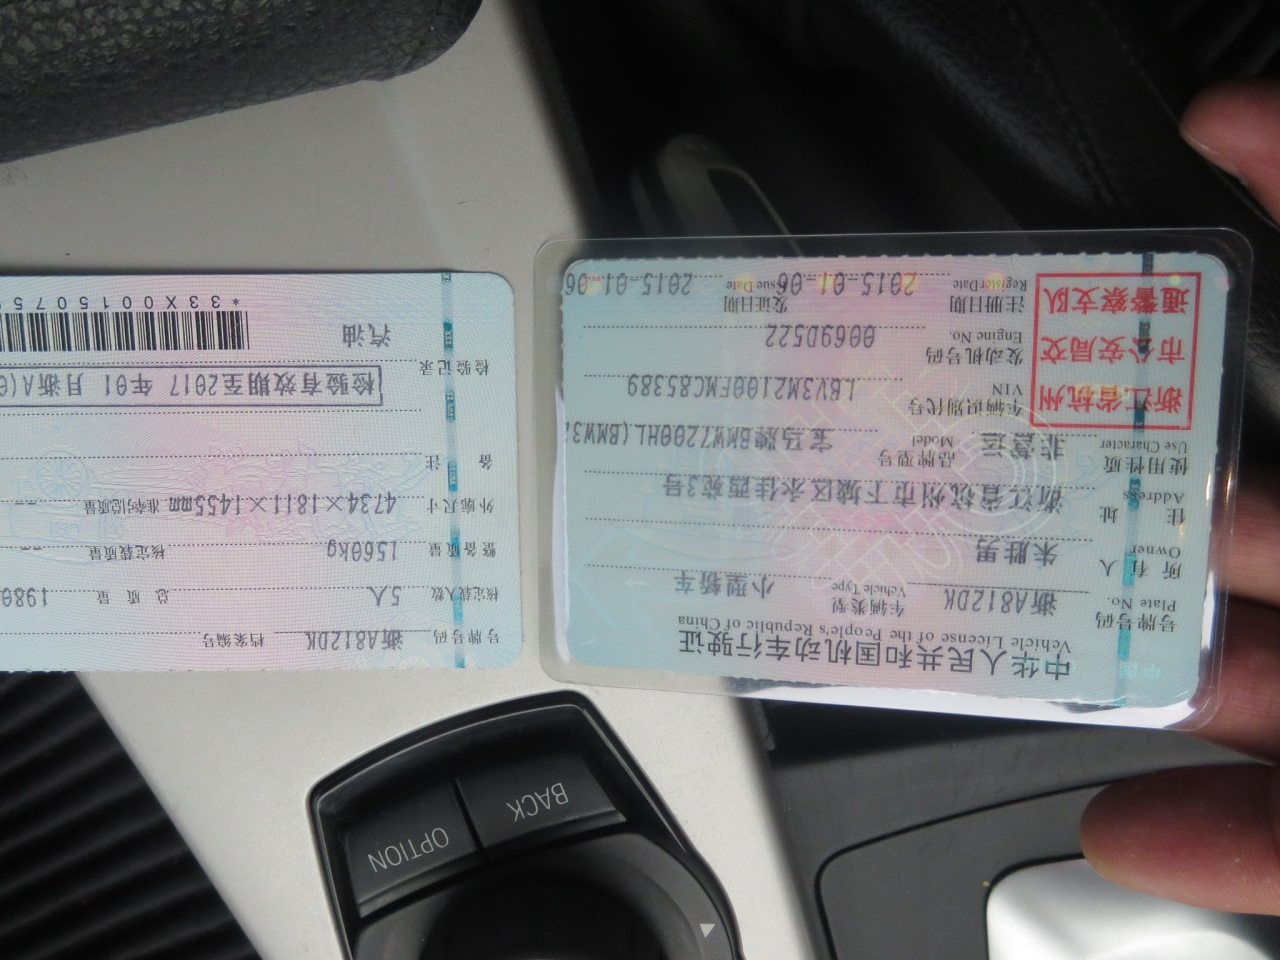 中华人民共和国机动车行驶证
Vehicle License of the People's Republic of China
号牌号码 浙A812DK 车辆类型 小型轿车
Plate No. Vehicle Type
所有人 朱胜男
Owner
住址 浙江省杭州市下城区永佳西苑3号
Address
使用性质 非营运 品牌型号 宝马牌BMW7200HL(BMW32
Use Character Model
浙江省杭州
市公安局交
通警察支队
车辆识别代号 LBV3M2100FMC85389
VIN
发动机号码 0069D522
Engine No.
注册日期 2015-01-06 发证日期 2015-01-06
Register Date Issue Date
号牌号码 浙A812DK 档案编号
核定载人数 5人 总质量 1980
整备质量 1560kg 核定载质量 --
外廓尺寸 4734×1811×1455mm 准牵引总质量 --
备注
检验有效期至2017 年01 月浙A(0
检验记录
汽油
*33X00150759
BACK
OPTION